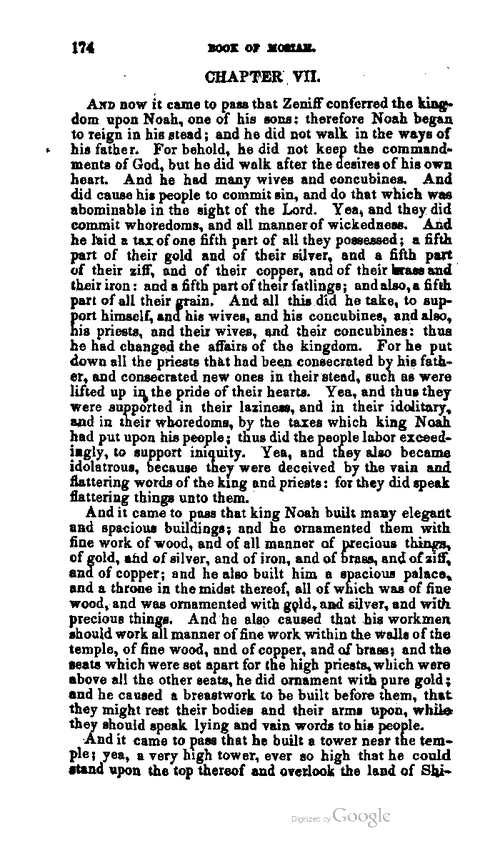 174 BOOK OF MOSIAH.
CHAPTER VII.
AND now it came to pass that Zeniff conferred the king-
dom upon Noah, one of his sons: therefore Noah began
to reign in his stead; and he did not walk in the ways of
his father. For behold, he did not keep the command-
ments of God, but he did walk after the desires of his own
heart. And he had many wives and concubines. And
did cause his people to commit sin, and do that which was
abominable in the sight of the Lord. Yea, and they did
commit whoredoms, and all manner of wickedness. And
he laid a tax of one fifth part of all they possessed; a fifth
part of their gold and of their silver, and a fifth part
of their ziff, and of their copper, and of their brass and
their iron: and a fifth part of their fatlings; and also, a fifth
part of all their grain. And all this did he take, to sup-
port himself, and his wives, and his concubines, and also,
his priests, and their wives, and their concubines: thus
he had changed the affairs of the kingdom. For he put
down all the priests that had been consecrated by his fath-
er, and consecrated new ones in their stead, such as were
lifted up in the pride of their hearts. Yea, and thus they
were supported in their laziness, and in their idolitary,
and in their whoredoms, by the taxes which king Noah
had put upon his people; thus did the people labor exceed-
ingly, to support iniquity. Yea, and they also became
idolatrous, because they were deceived by the vain and
flattering words of the king and priests: for they did speak
flattering things unto them.
And it came to pass that king Noah built many elegant
and spacious buildings; and he ornamented them with
fine work of wood, and of all manner of precious things,
of gold, and of silver, and of iron, and of brass, and of ziff,
and of copper; and he also built him a spacious palace,
and a throne in the midst thereof, all of which was of fine
wood, and was ornamented with gold, and silver, and with
precious things. And he also caused that his workmen
should work all manner of fine work within the walls of the
temple, of fine wood, and of copper, and of brass; and the
seats which were set apart for the high priests, which were
above all the other seats, he did ornament with pure gold;
and he caused a breastwork to be built before them, that
they might rest their bodies and their arms upon, while
they should speak lying and vain words to his people.
And it came to pass that he built a tower near the tem-
ple; yea, a very high tower, ever so high that he could
stand upon the top thereof and overlook the land of Shi-
Digitized by Google